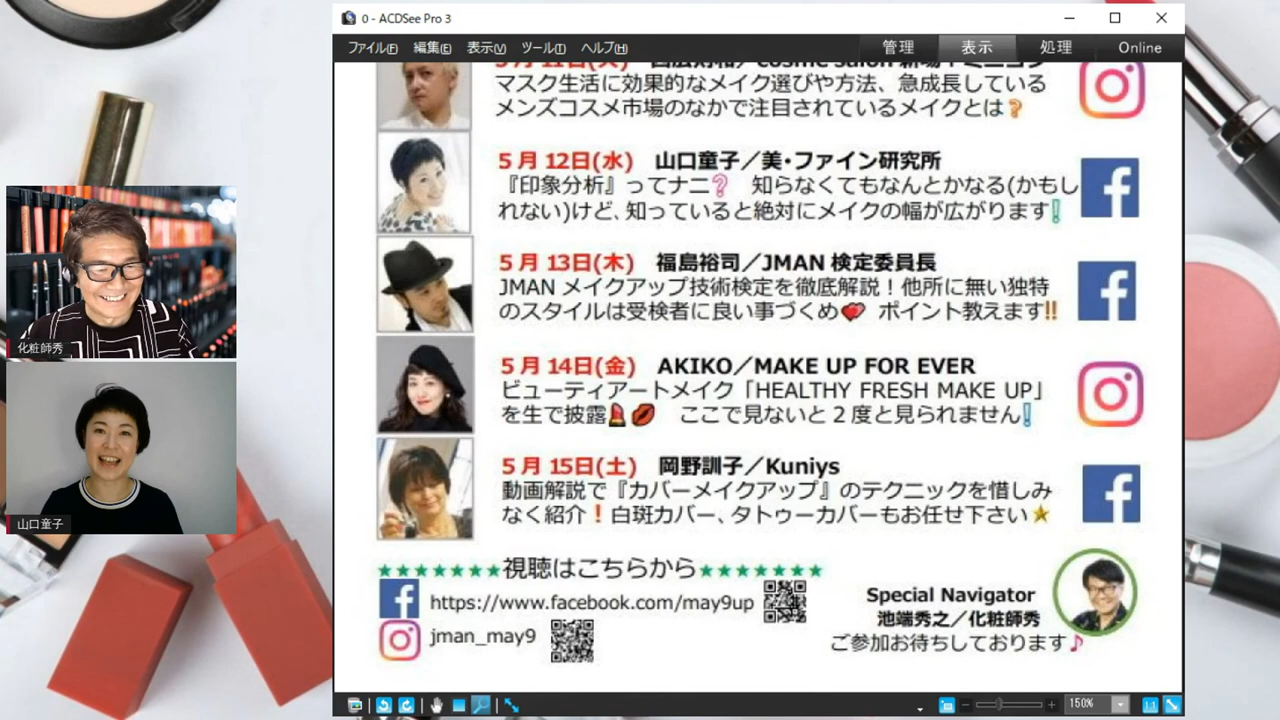 0 - ACDSee Pro 3
ファイル(F) 編集(E) 表示(V) ツール(T) ヘルプ(H) 管理 表示 処理 Online
マスク生活に効果的なメイク選びや方法、急成長している
メンズコスメ市場のなかで注目されているメイクとは❓
5月12日(水) 山口童子／美・ファイン研究所
『印象分析』ってナニ❓ 知らなくてもなんとかなる(かもし
れない)けど、知っていると絶対にメイクの幅が広がります❕
5月13日(木) 福島裕司／JMAN 検定委員長
JMAN メイクアップ技術検定を徹底解説！他所に無い独特
のスタイルは受検者に良い事づくめ ポイント教えます‼
5月14日(金) AKIKO／MAKE UP FOR EVER
ビューティアートメイク「HEALTHY FRESH MAKE UP」
を生で披露💄💋 ここで見ないと2度と見られません❕
5月15日(土) 岡野訓子／Kuniys
動画解説で『カバーメイクアップ』のテクニックを惜しみ
なく紹介❗白斑カバー、タトゥーカバーもお任せ下さい★
★★★★★★★視聴はこちらから★★★★★★★
https://www.facebook.com/may9up
jman_may9
Special Navigator
池端秀之／化粧師秀
ご参加お待ちしております♪
化粧師秀
山口童子
150%
1:1